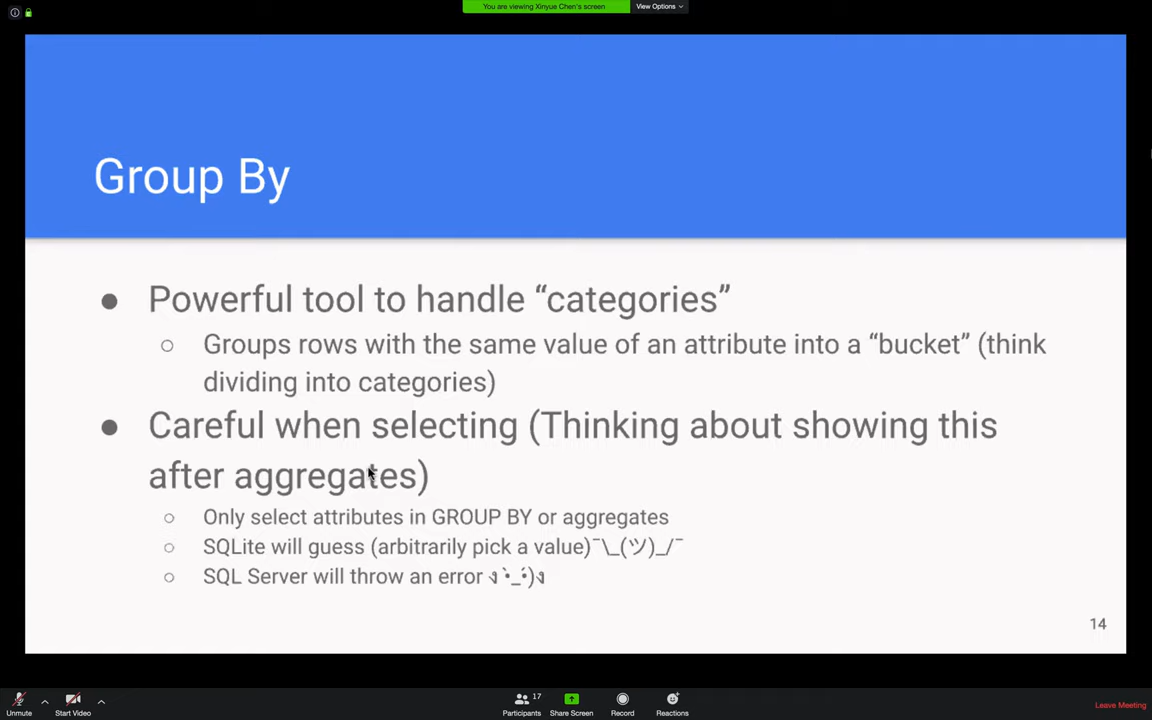 You are viewing Xinyue Chen's screen
View Options
Group By
● Powerful tool to handle “categories”
○ Groups rows with the same value of an attribute into a “bucket” (think
dividing into categories)
● Careful when selecting (Thinking about showing this
after aggregates)
○ Only select attributes in GROUP BY or aggregates
○ SQLite will guess (arbitrarily pick a value)¯\_(ツ)_/¯
○ SQL Server will throw an error ง •̀_•́)ง
14
Unmute
Start Video
17
Participants
Share Screen
Record
Reactions
Leave Meeting